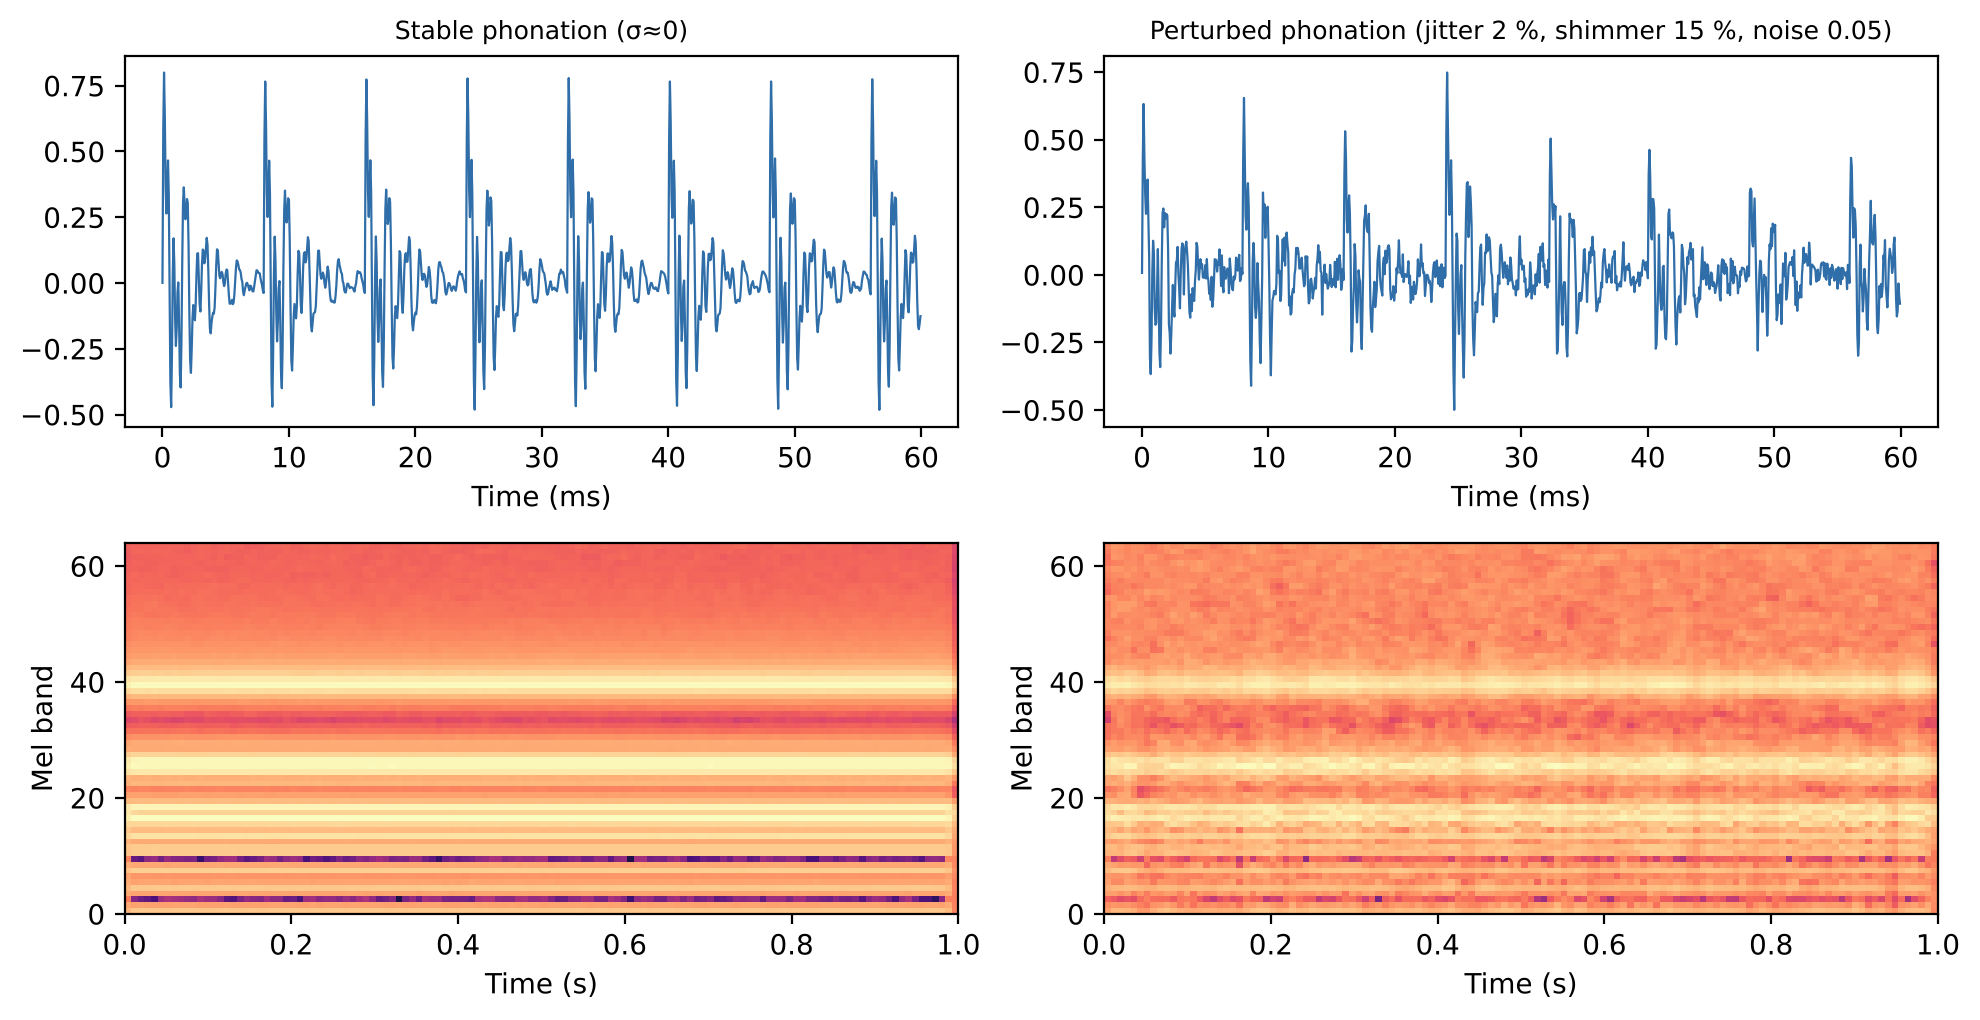 Stable phonation (σ≈0)
0.75
0.50
0.25
0.00
−0.25
−0.50
0 10 20 30 40 50 60
Time (ms)
Perturbed phonation (jitter 2 %, shimmer 15 %, noise 0.05)
0.75
0.50
0.25
0.00
−0.25
−0.50
0 10 20 30 40 50 60
Time (ms)
Mel band
60
40
20
0
0.0 0.2 0.4 0.6 0.8 1.0
Time (s)
Mel band
60
40
20
0
0.0 0.2 0.4 0.6 0.8 1.0
Time (s)